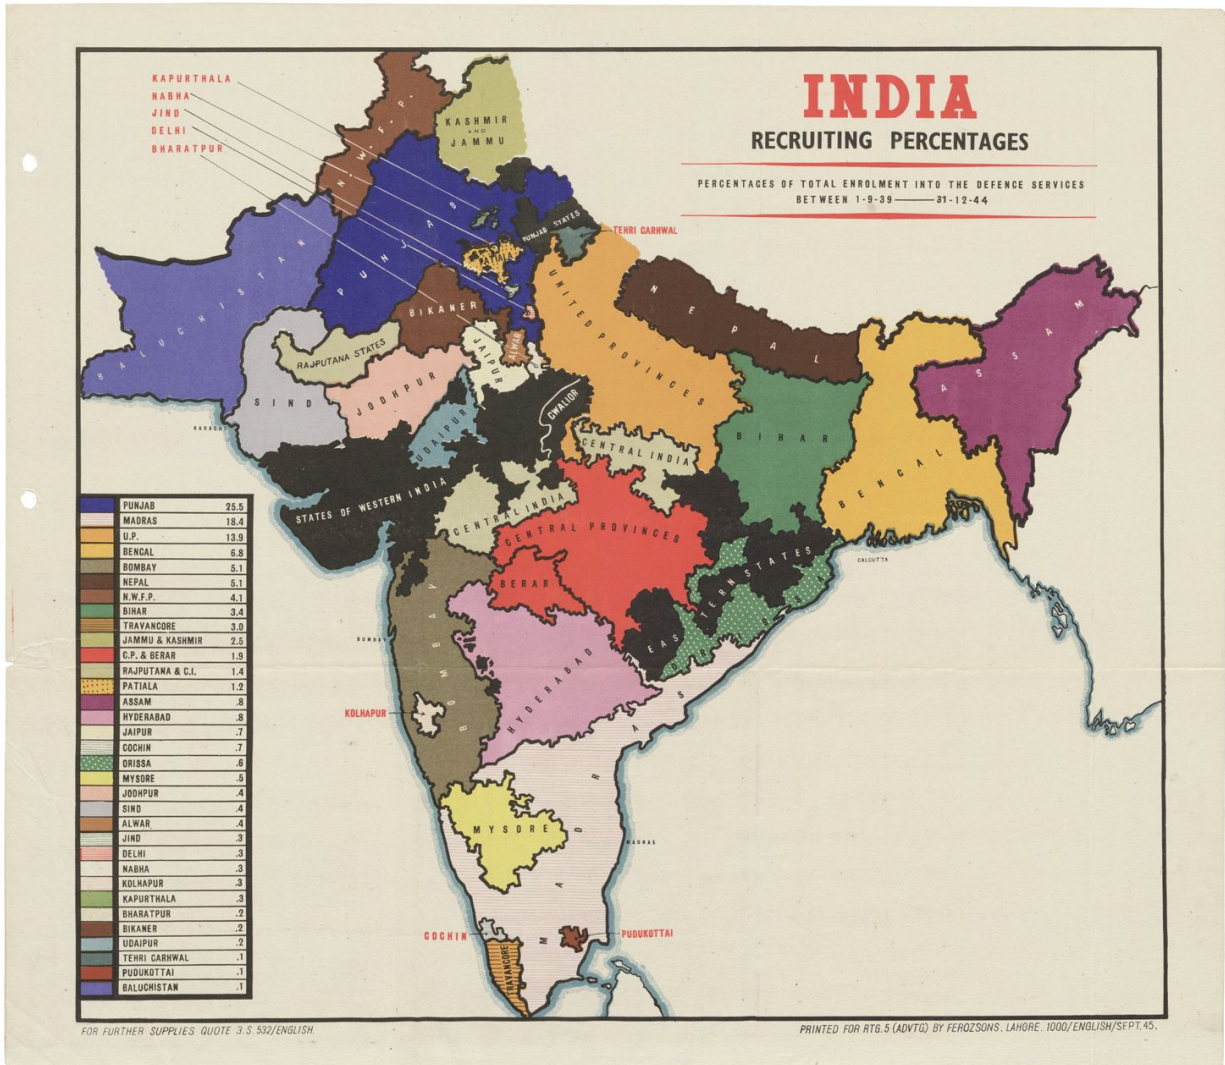 INDIA
RECRUITING PERCENTAGES
PERCENTAGES OF TOTAL ENROLMENT INTO THE DEFENCE SERVICES
BETWEEN 1-9-39——31-12-44
KAPURTHALA
NABHA
JIND
DELHI
BHARATPUR
N.W.F.P.
KASHMIR
AND
JAMMU
PUNJAB
PUNJAB STATES
TEHRI GARHWAL
PATIALA
BALUCHISTAN
BIKANER
UNITED PROVINCES
NEPAL
ASSAM
RAJPUTANA STATES
JAIPUR
ALWAR
SIND
JODHPUR
UDAIPUR
GWALIOR
BIHAR
BENGAL
KARACHI
CENTRAL INDIA
STATES OF WESTERN INDIA
CENTRAL INDIA
CENTRAL PROVINCES
BERAR
EASTERN STATES
CALCUTTA
BOMBAY
BOMBAY
HYDERABAD
KOLHAPUR
MADRAS
MYSORE
MADRAS
COCHIN
PUDUKOTTAI
TRAVANCORE
PUNJAB 25.5
MADRAS 18.4
U.P. 13.9
BENGAL 6.8
BOMBAY 5.1
NEPAL 5.1
N.W.F.P. 4.1
BIHAR 3.4
TRAVANCORE 3.0
JAMMU & KASHMIR 2.5
C.P. & BERAR 1.9
RAJPUTANA & C.I. 1.4
PATIALA 1.2
ASSAM .8
HYDERABAD .8
JAIPUR .7
COCHIN .7
ORISSA .6
MYSORE .5
JODHPUR .4
SIND .4
ALWAR .4
JIND .3
DELHI .3
NABHA .3
KOLHAPUR .3
KAPURTHALA .3
BHARATPUR .2
BIKANER .2
UDAIPUR .2
TEHRI GARHWAL .1
PUDUKOTTAI .1
BALUCHISTAN .1
FOR FURTHER SUPPLIES QUOTE 3.S.532/ENGLISH.
PRINTED FOR RTG.5 (ADVTG) BY FEROZSONS, LAHORE. 1000/ENGLISH/SEPT.45.